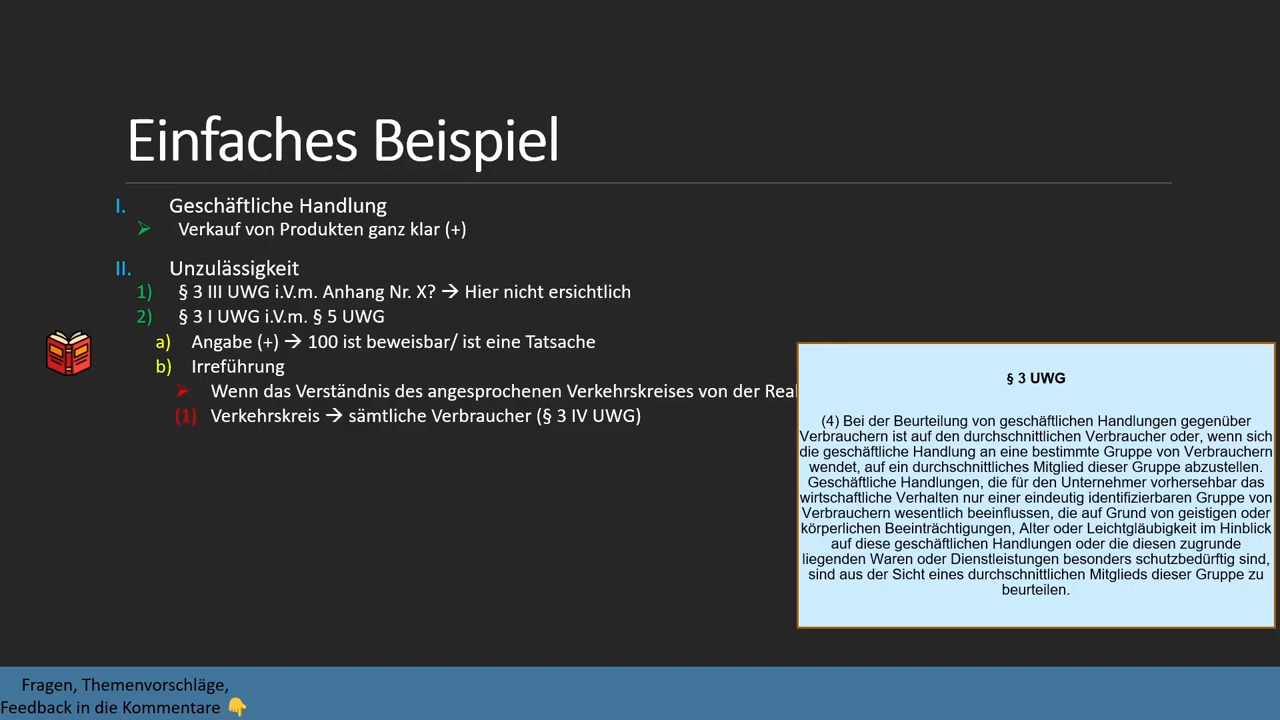 Einfaches Beispiel
I. Geschäftliche Handlung
➢ Verkauf von Produkten ganz klar (+)
II. Unzulässigkeit
1) § 3 III UWG i.V.m. Anhang Nr. X? → Hier nicht ersichtlich
2) § 3 I UWG i.V.m. § 5 UWG
a) Angabe (+) → 100 ist beweisbar/ ist eine Tatsache
b) Irreführung
➢ Wenn das Verständnis des angesprochenen Verkehrskreises von der Real
(1) Verkehrskreis → sämtliche Verbraucher (§ 3 IV UWG)
§ 3 UWG
(4) Bei der Beurteilung von geschäftlichen Handlungen gegenüber
Verbrauchern ist auf den durchschnittlichen Verbraucher oder, wenn sich
die geschäftliche Handlung an eine bestimmte Gruppe von Verbrauchern
wendet, auf ein durchschnittliches Mitglied dieser Gruppe abzustellen.
Geschäftliche Handlungen, die für den Unternehmer vorhersehbar das
wirtschaftliche Verhalten nur einer eindeutig identifizierbaren Gruppe von
Verbrauchern wesentlich beeinflussen, die auf Grund von geistigen oder
körperlichen Beeinträchtigungen, Alter oder Leichtgläubigkeit im Hinblick
auf diese geschäftlichen Handlungen oder die diesen zugrunde
liegenden Waren oder Dienstleistungen besonders schutzbedürftig sind,
sind aus der Sicht eines durchschnittlichen Mitglieds dieser Gruppe zu
beurteilen.
Fragen, Themenvorschläge,
Feedback in die Kommentare 👇